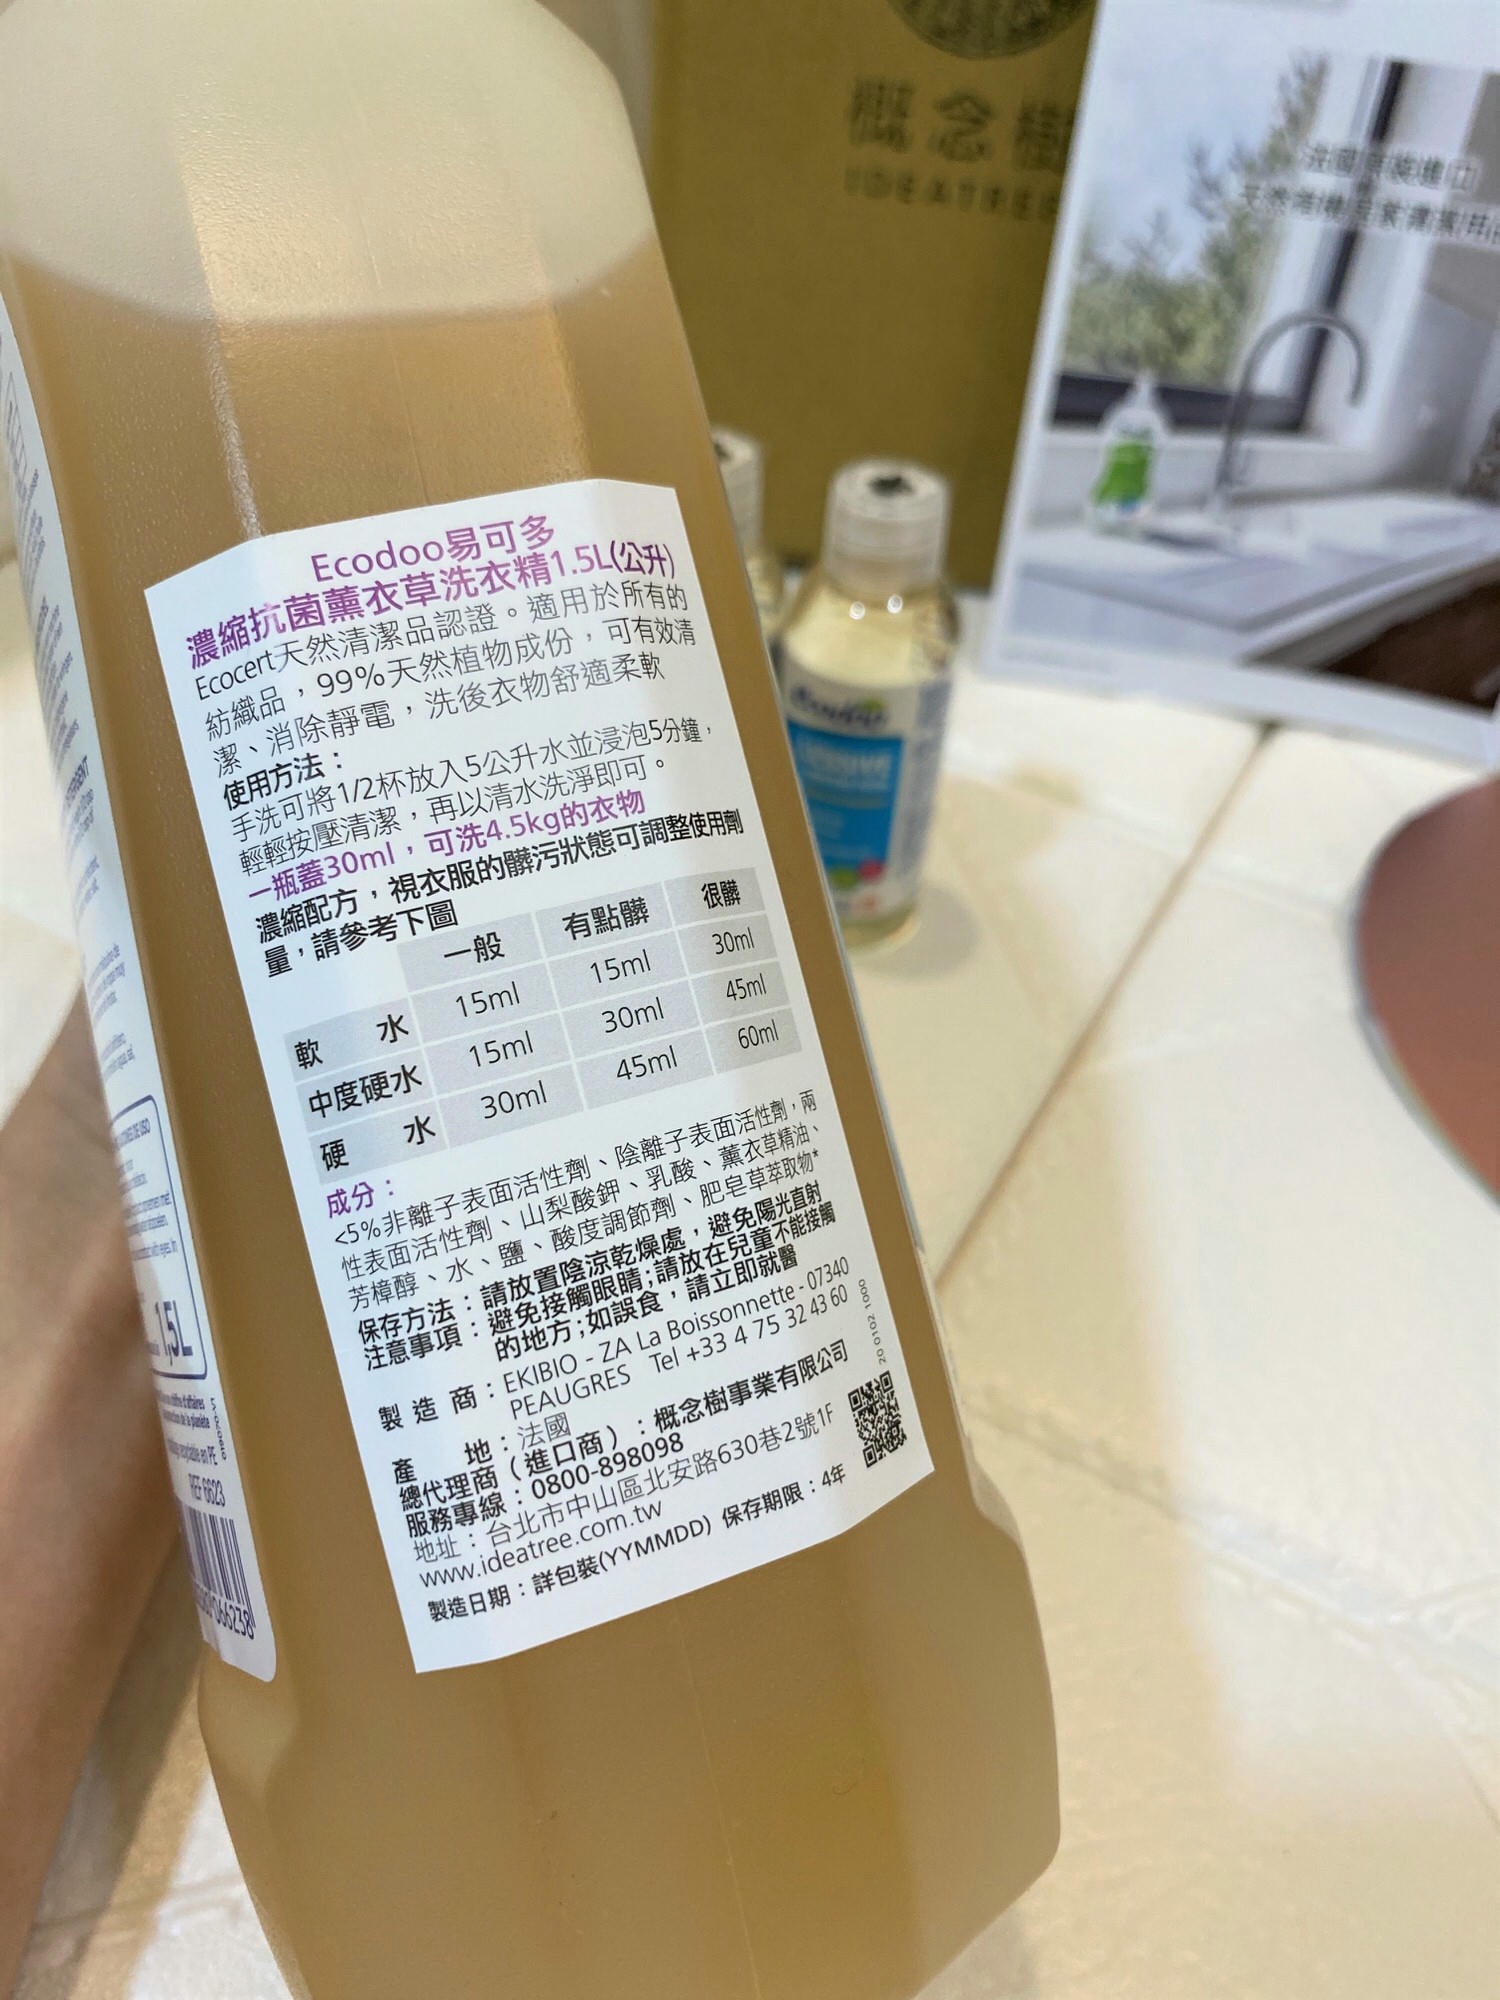 概念樹
IDEATREE
法國原裝進口
Ecodoo易可多
濃縮抗菌薰衣草洗衣精1.5L(公升)
Ecocert天然清潔品認證。適用於所有的
紡織品，99%天然植物成份，可有效清
潔、消除靜電，洗後衣物舒適柔軟
使用方法：
手洗可將1/2杯放入5公升水並浸泡5分鐘，
輕輕按壓清潔，再以清水洗淨即可。
一瓶蓋30ml，可洗4.5kg的衣物
濃縮配方，視衣服的髒污狀態可調整使用劑
量，請參考下圖
一般 有點髒 很髒
軟水 15ml 15ml 30ml
中度硬水 15ml 30ml 45ml
硬水 30ml 45ml 60ml
成分：
<5%非離子表面活性劑、陰離子表面活性劑，兩
性表面活性劑、山梨酸鉀、乳酸、薰衣草精油、
芳樟醇、水、鹽、酸度調節劑、肥皂草萃取物*
保存方法：請放置陰涼乾燥處，避免陽光直射
注意事項：避免接觸眼睛;請放在兒童不能接觸
的地方;如誤食，請立即就醫
製造商：EKIBIO - ZA La Boissonnette - 07340
PEAUGRES Tel +33 4 75 32 43 60
產地：法國
總代理商（進口商）：概念樹事業有限公司
服務專線：0800-898098
地址：台北市中山區北安路630巷2號1F
www.ideatree.com.tw
製造日期：詳包裝(YYMMDD) 保存期限：4年
20 0102 1000
1,5L
REF 6623
066238
Ecodoo